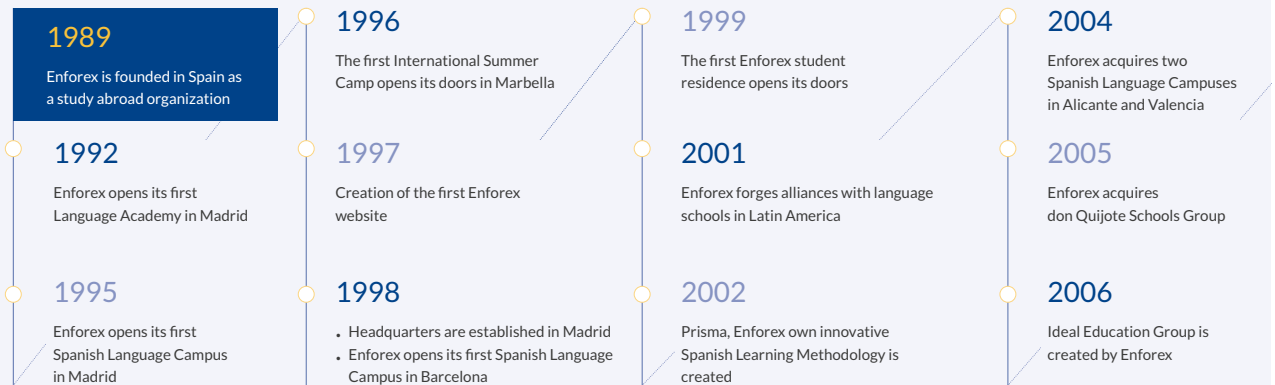 1989
Enforex is founded in Spain as
a study abroad organization
1992
Enforex opens its first
Language Academy in Madrid
1995
Enforex opens its first
Spanish Language Campus
in Madrid
1996
The first International Summer
Camp opens its doors in Marbella
1997
Creation of the first Enforex
website
1998
• Headquarters are established in Madrid
• Enforex opens its first Spanish Language
Campus in Barcelona
1999
The first Enforex student
residence opens its doors
2001
Enforex forges alliances with language
schools in Latin America
2002
Prisma, Enforex own innovative
Spanish Learning Methodology is
created
2004
Enforex acquires two
Spanish Language Campuses
in Alicante and Valencia
2005
Enforex acquires
don Quijote Schools Group
2006
Ideal Education Group is
created by Enforex